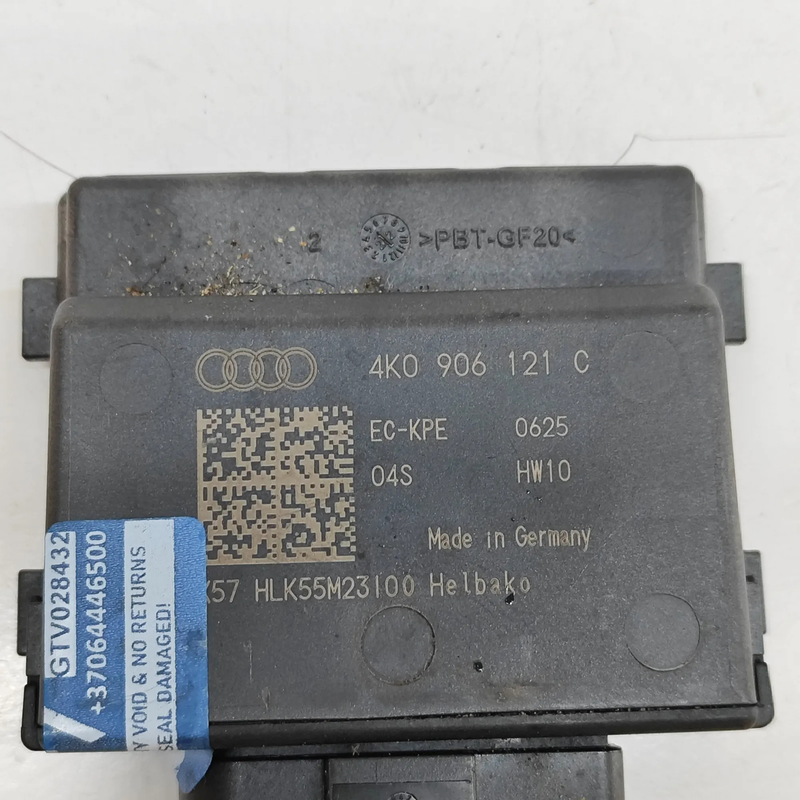 2 >PBT-GF20<
4K0 906 121 C
EC-KPE 0625
04S HW10
Made in Germany
K57 HLK55M23I00 Helbako
GTV028432
+37064446500
Y VOID & NO RETURNS
SEAL DAMAGED!